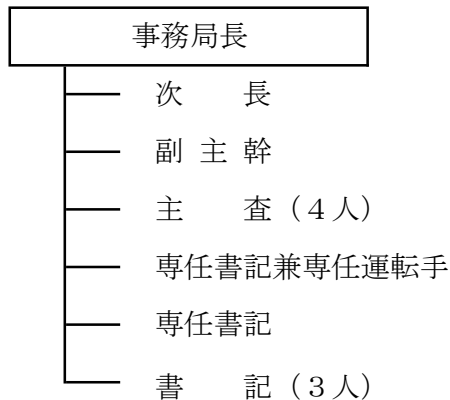 事務局長
次　　長
副 主 幹
主　　査（４人）
専任書記兼専任運転手
専任書記
書　　記（３人）